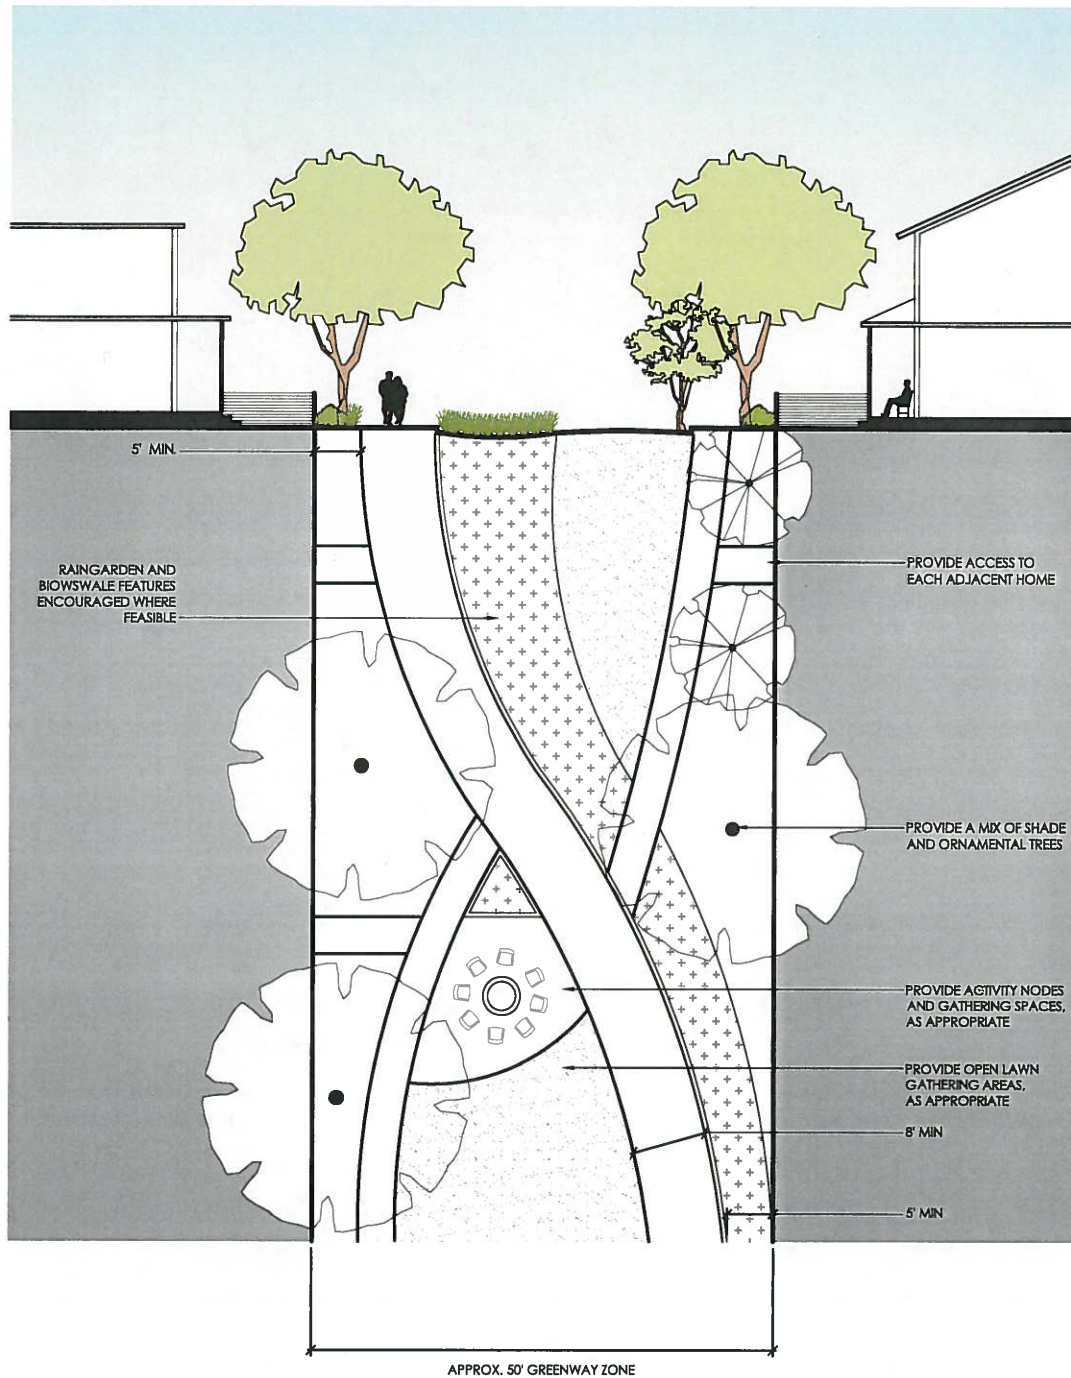 5' MIN.
RAINGARDEN AND
BIOWSWALE FEATURES
ENCOURAGED WHERE
FEASIBLE
PROVIDE ACCESS TO
EACH ADJACENT HOME
PROVIDE A MIX OF SHADE
AND ORNAMENTAL TREES
PROVIDE ACTIVITY NODES
AND GATHERING SPACES,
AS APPROPRIATE
PROVIDE OPEN LAWN
GATHERING AREAS,
AS APPROPRIATE
8' MIN
5' MIN
APPROX. 50' GREENWAY ZONE